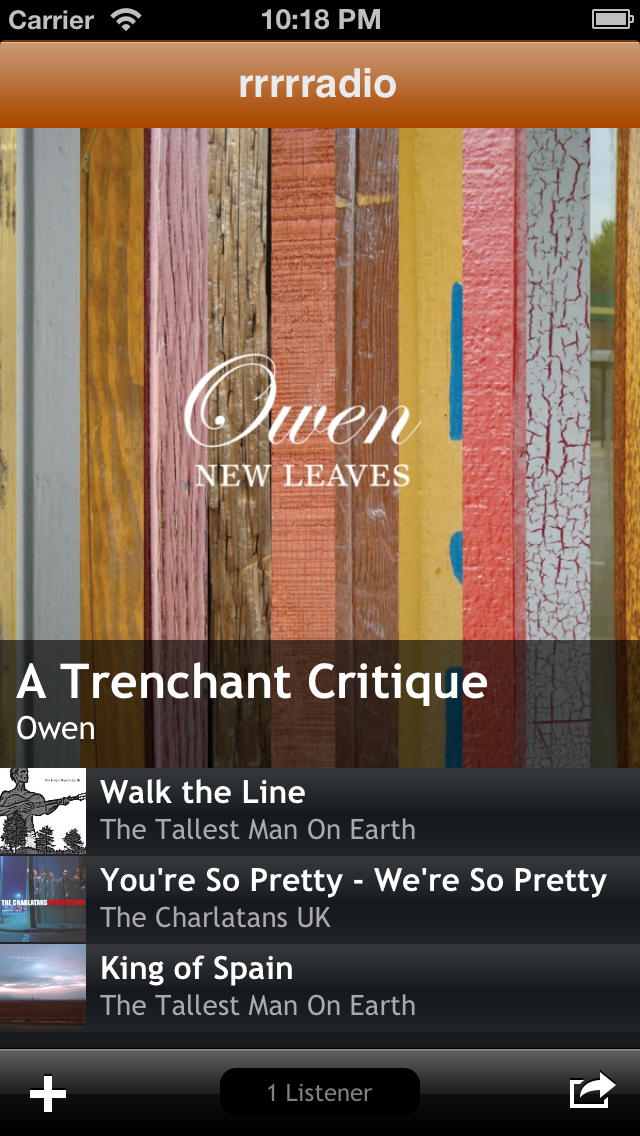 Carrier 10:18 PM
rrrrradio
Owen
NEW LEAVES
A Trenchant Critique
Owen
Walk the Line
The Tallest Man On Earth
THE CHARLATANS
You're So Pretty - We're So Pretty
The Charlatans UK
King of Spain
The Tallest Man On Earth
1 Listener